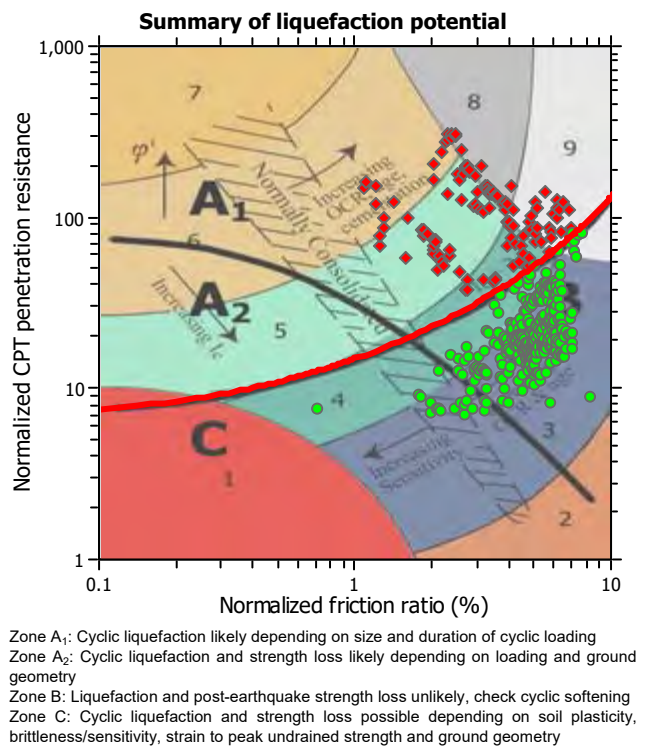 Summary of liquefaction potential
1,000
100
10
1
Normalized CPT penetration resistance
7
8
9
φ'
A1
Normally Consolidated
Increasing
OCR, age,
cementation
6
A2
Increasing Ic
5
B
4
C
3
1
Increasing
Sensitivity
2
0.1
1
10
Normalized friction ratio (%)
Zone A1: Cyclic liquefaction likely depending on size and duration of cyclic loading
Zone A2: Cyclic liquefaction and strength loss likely depending on loading and ground
geometry
Zone B: Liquefaction and post-earthquake strength loss unlikely, check cyclic softening
Zone C: Cyclic liquefaction and strength loss possible depending on soil plasticity,
brittleness/sensitivity, strain to peak undrained strength and ground geometry